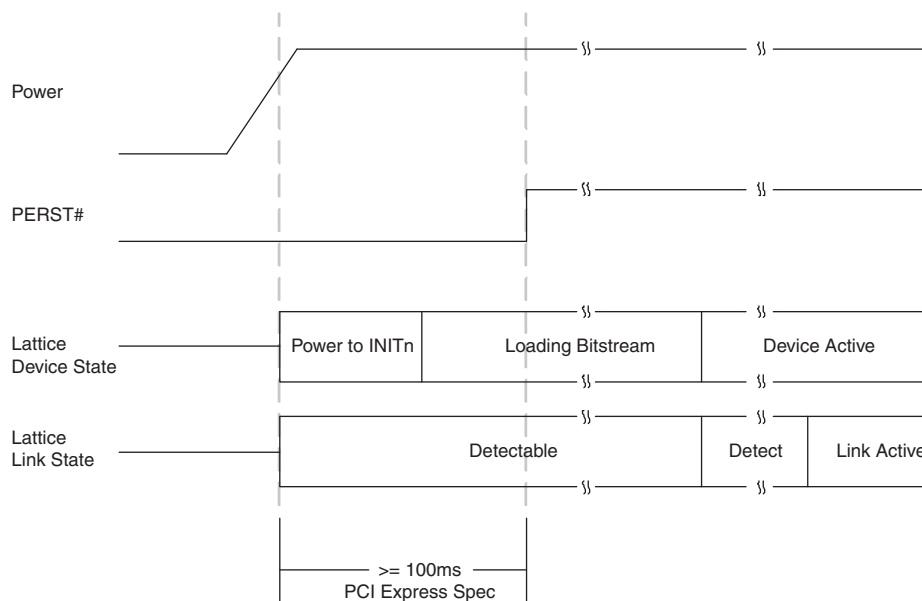 Power
PERST#
Lattice
Device State
Power to INITn
Loading Bitstream
Device Active
Lattice
Link State
Detectable
Detect
Link Active
>= 100ms
PCI Express Spec